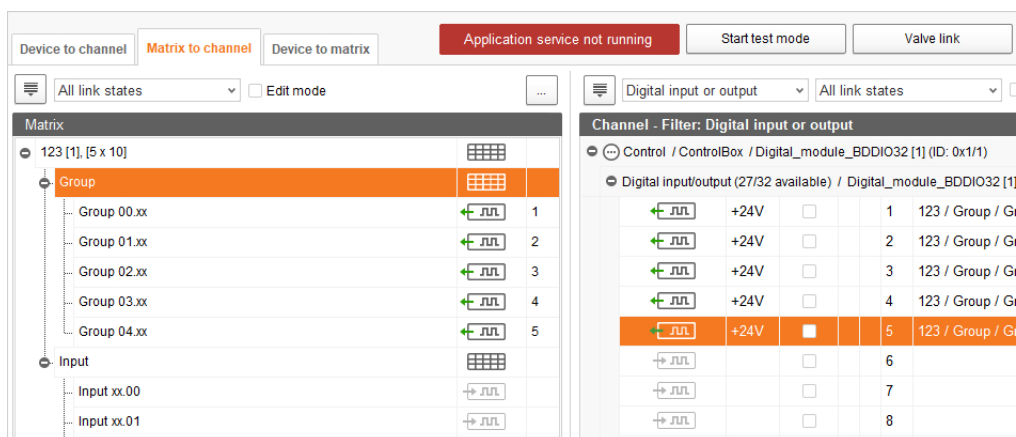 Device to channel Matrix to channel Device to matrix Application service not running Start test mode Valve link
All link states Edit mode ... Digital input or output All link states
Matrix
123 [1], [5 x 10]
Group
Group 00.xx 1
Group 01.xx 2
Group 02.xx 3
Group 03.xx 4
Group 04.xx 5
Input
Input xx.00
Input xx.01
Channel - Filter: Digital input or output
Control / ControlBox / Digital_module_BDDIO32 [1] (ID: 0x1/1)
Digital input/output (27/32 available) / Digital_module_BDDIO32 [1]
+24V 1 123 / Group / Gr
+24V 2 123 / Group / Gr
+24V 3 123 / Group / Gr
+24V 4 123 / Group / Gr
+24V 5 123 / Group / Gr
6
7
8